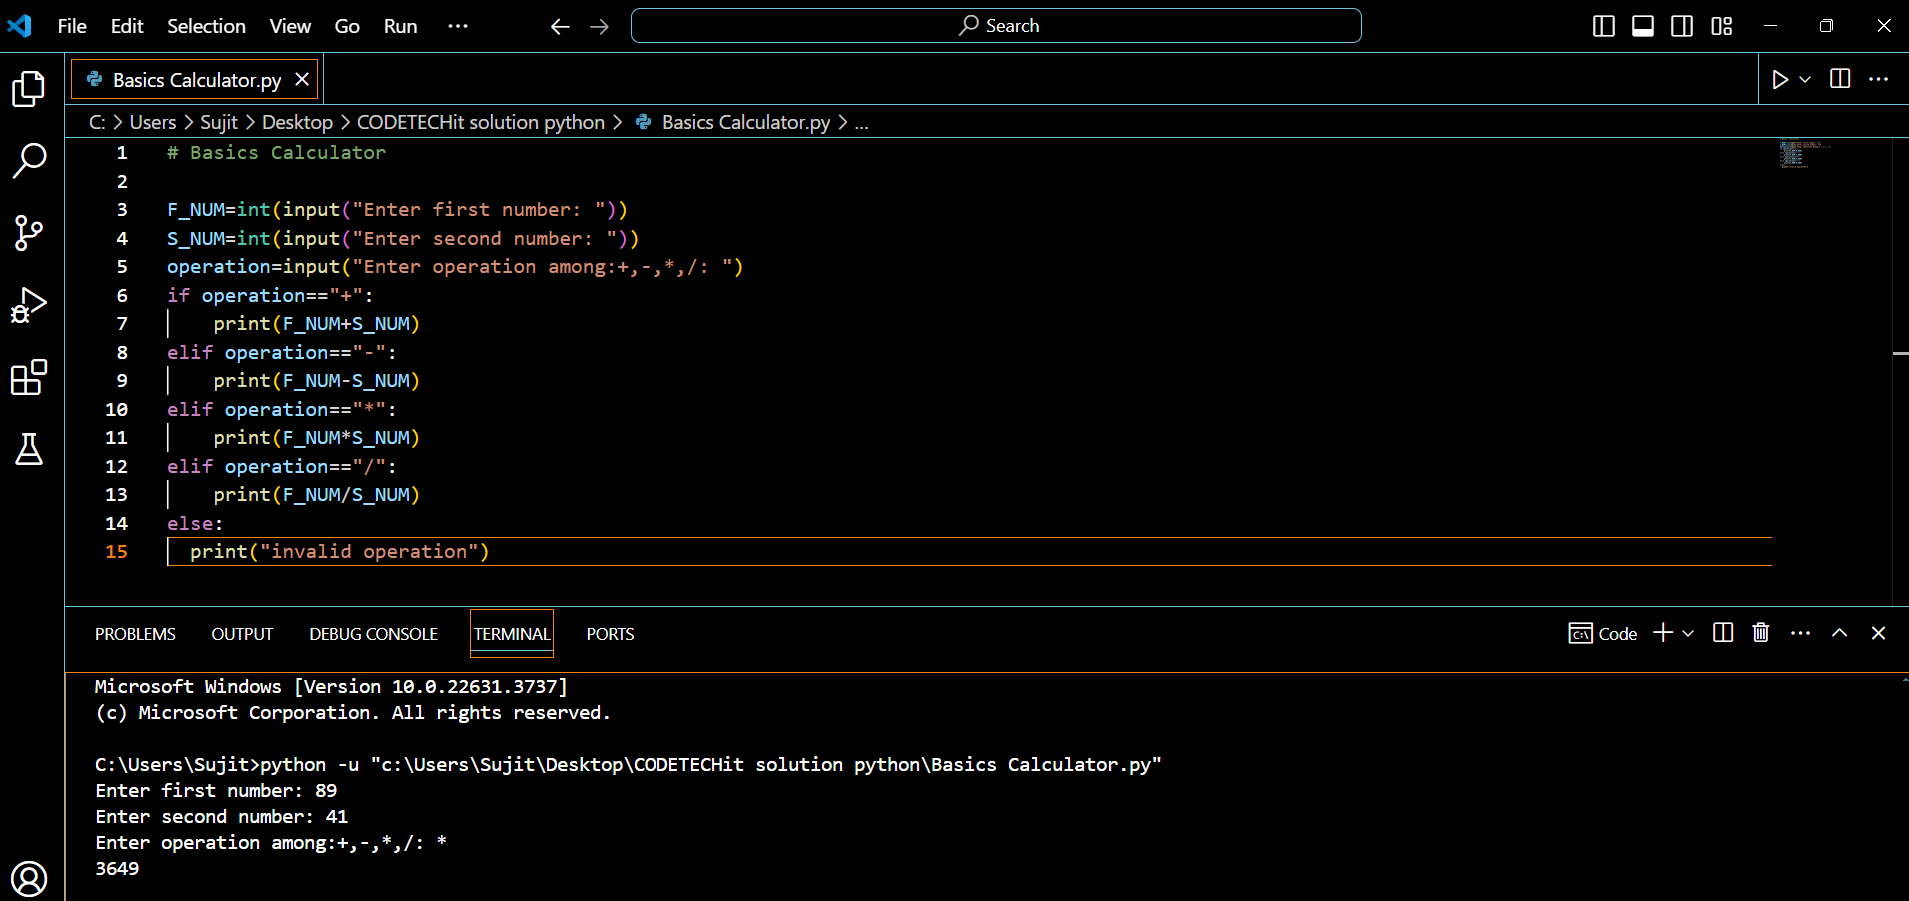 File Edit Selection View Go Run ··· Search
Basics Calculator.py
C: > Users > Sujit > Desktop > CODETECHit solution python > Basics Calculator.py > ...
1 # Basics Calculator
2
3 F_NUM=int(input("Enter first number: "))
4 S_NUM=int(input("Enter second number: "))
5 operation=input("Enter operation among:+,-,*,/: ")
6 if operation=="+":
7     print(F_NUM+S_NUM)
8 elif operation=="-":
9     print(F_NUM-S_NUM)
10 elif operation=="*":
11     print(F_NUM*S_NUM)
12 elif operation=="/":
13     print(F_NUM/S_NUM)
14 else:
15   print("invalid operation")
PROBLEMS OUTPUT DEBUG CONSOLE TERMINAL PORTS Code
Microsoft Windows [Version 10.0.22631.3737]
(c) Microsoft Corporation. All rights reserved.
C:\Users\Sujit>python -u "c:\Users\Sujit\Desktop\CODETECHit solution python\Basics Calculator.py"
Enter first number: 89
Enter second number: 41
Enter operation among:+,-,*,/: *
3649